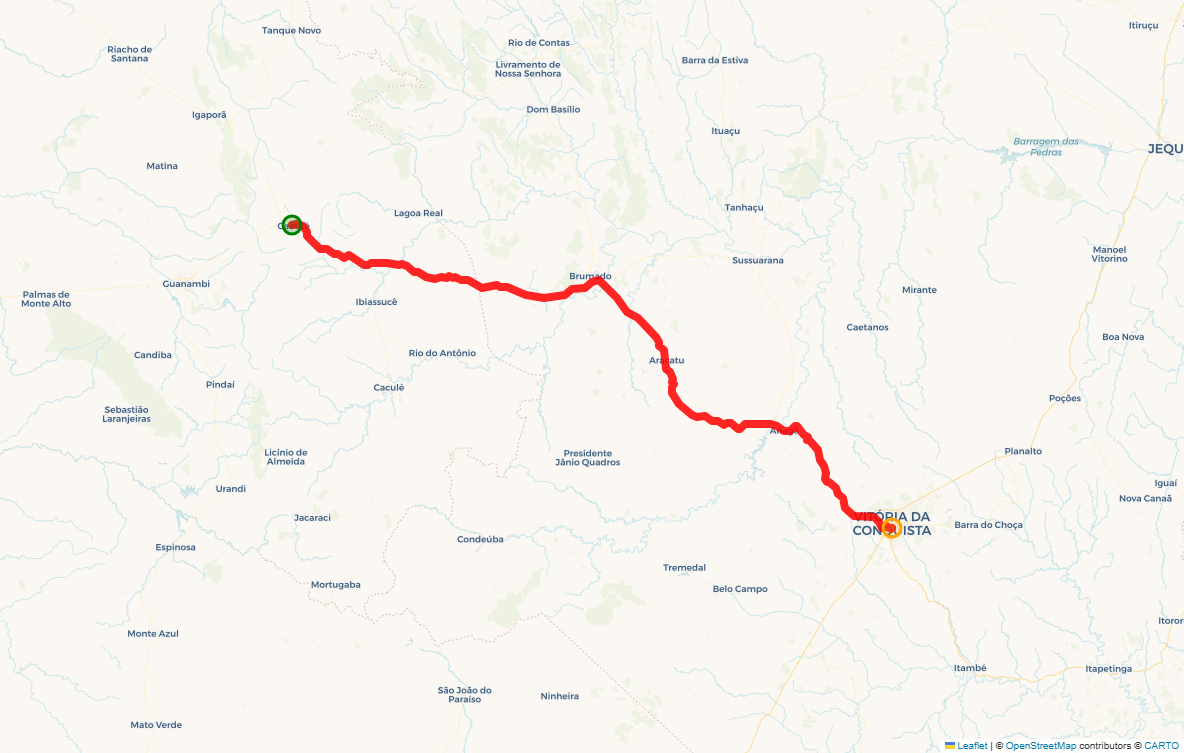 Tanque Novo
Itiruçu
Riacho de
Santana
Rio de Contas
Livramento de
Nossa Senhora
Barra da Estiva
Igaporã
Dom Basílio
Ituaçu
Barragem das
Pedras
JEQU
Matina
Lagoa Real
Tanhaçu
Manoel
Vitorino
Sussuarana
Guanambi
Brumado
Palmas de
Monte Alto
Ibiassucê
Mirante
Caetanos
Boa Nova
Candiba
Rio do Antônio
Aracatu
Pindaí
Caculé
Poções
Sebastião
Laranjeiras
Licínio de
Almeida
Presidente
Jânio Quadros
Planalto
Urandi
Iguaí
Nova Canaã
Jacaraci
VITÓRIA DA
CONQUISTA
Barra do Choça
Espinosa
Condeúba
Mortugaba
Tremedal
Belo Campo
Monte Azul
Itoror
Itambé
Itapetinga
São João do
Paraíso
Ninheira
Mato Verde
Leaflet | © OpenStreetMap contributors © CARTO